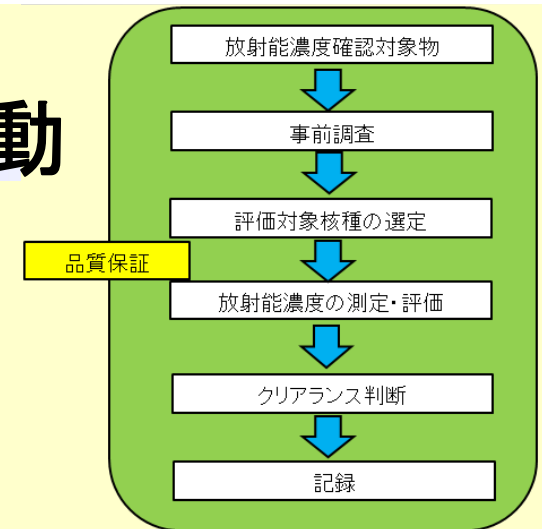 放射能濃度確認対象物
動
事前調査
評価対象核種の選定
品質保証
放射能濃度の測定・評価
クリアランス判断
記録